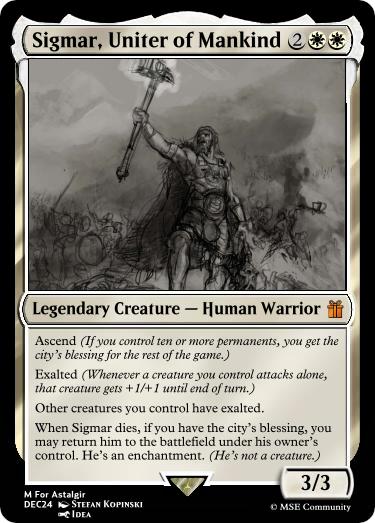 Sigmar, Uniter of Mankind 2
Legendary Creature — Human Warrior
Ascend (If you control ten or more permanents, you get the
city's blessing for the rest of the game.)
Exalted (Whenever a creature you control attacks alone,
that creature gets +1/+1 until end of turn.)
Other creatures you control have exalted.
When Sigmar dies, if you have the city's blessing, you may
return him to the battlefield under his owner's
control. He's an enchantment. (He's not a creature.)
3/3
M For Astalgir
DEC24 Stefan Kopinski
Idea
© MSE Community